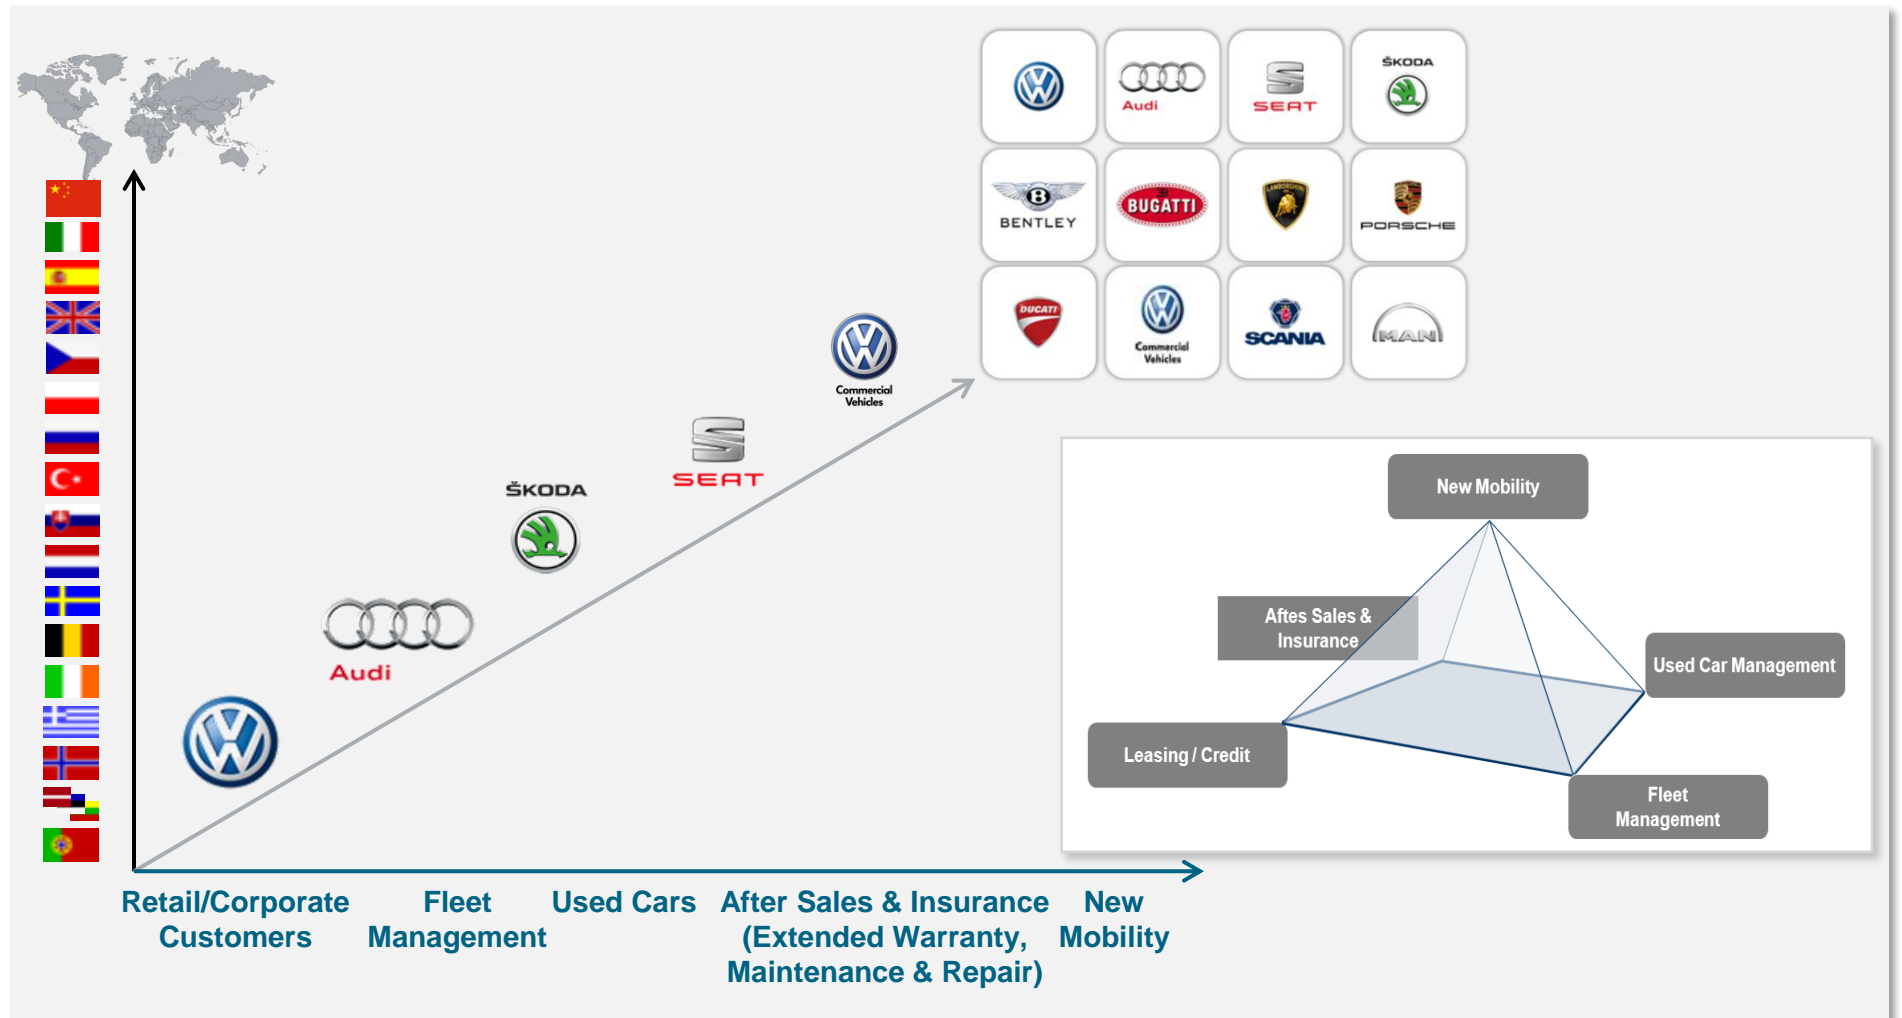 Audi
SEAT
ŠKODA
BENTLEY
BUGATTI
LAMBORGHINI
PORSCHE
DUCATI
Commercial
Vehicles
SCANIA
MAN
Commercial
Vehicles
SEAT
ŠKODA
Audi
New Mobility
Aftes Sales &
Insurance
Used Car Management
Leasing / Credit
Fleet
Management
Retail/Corporate
Customers
Fleet
Management
Used Cars
After Sales & Insurance
(Extended Warranty,
Maintenance & Repair)
New
Mobility